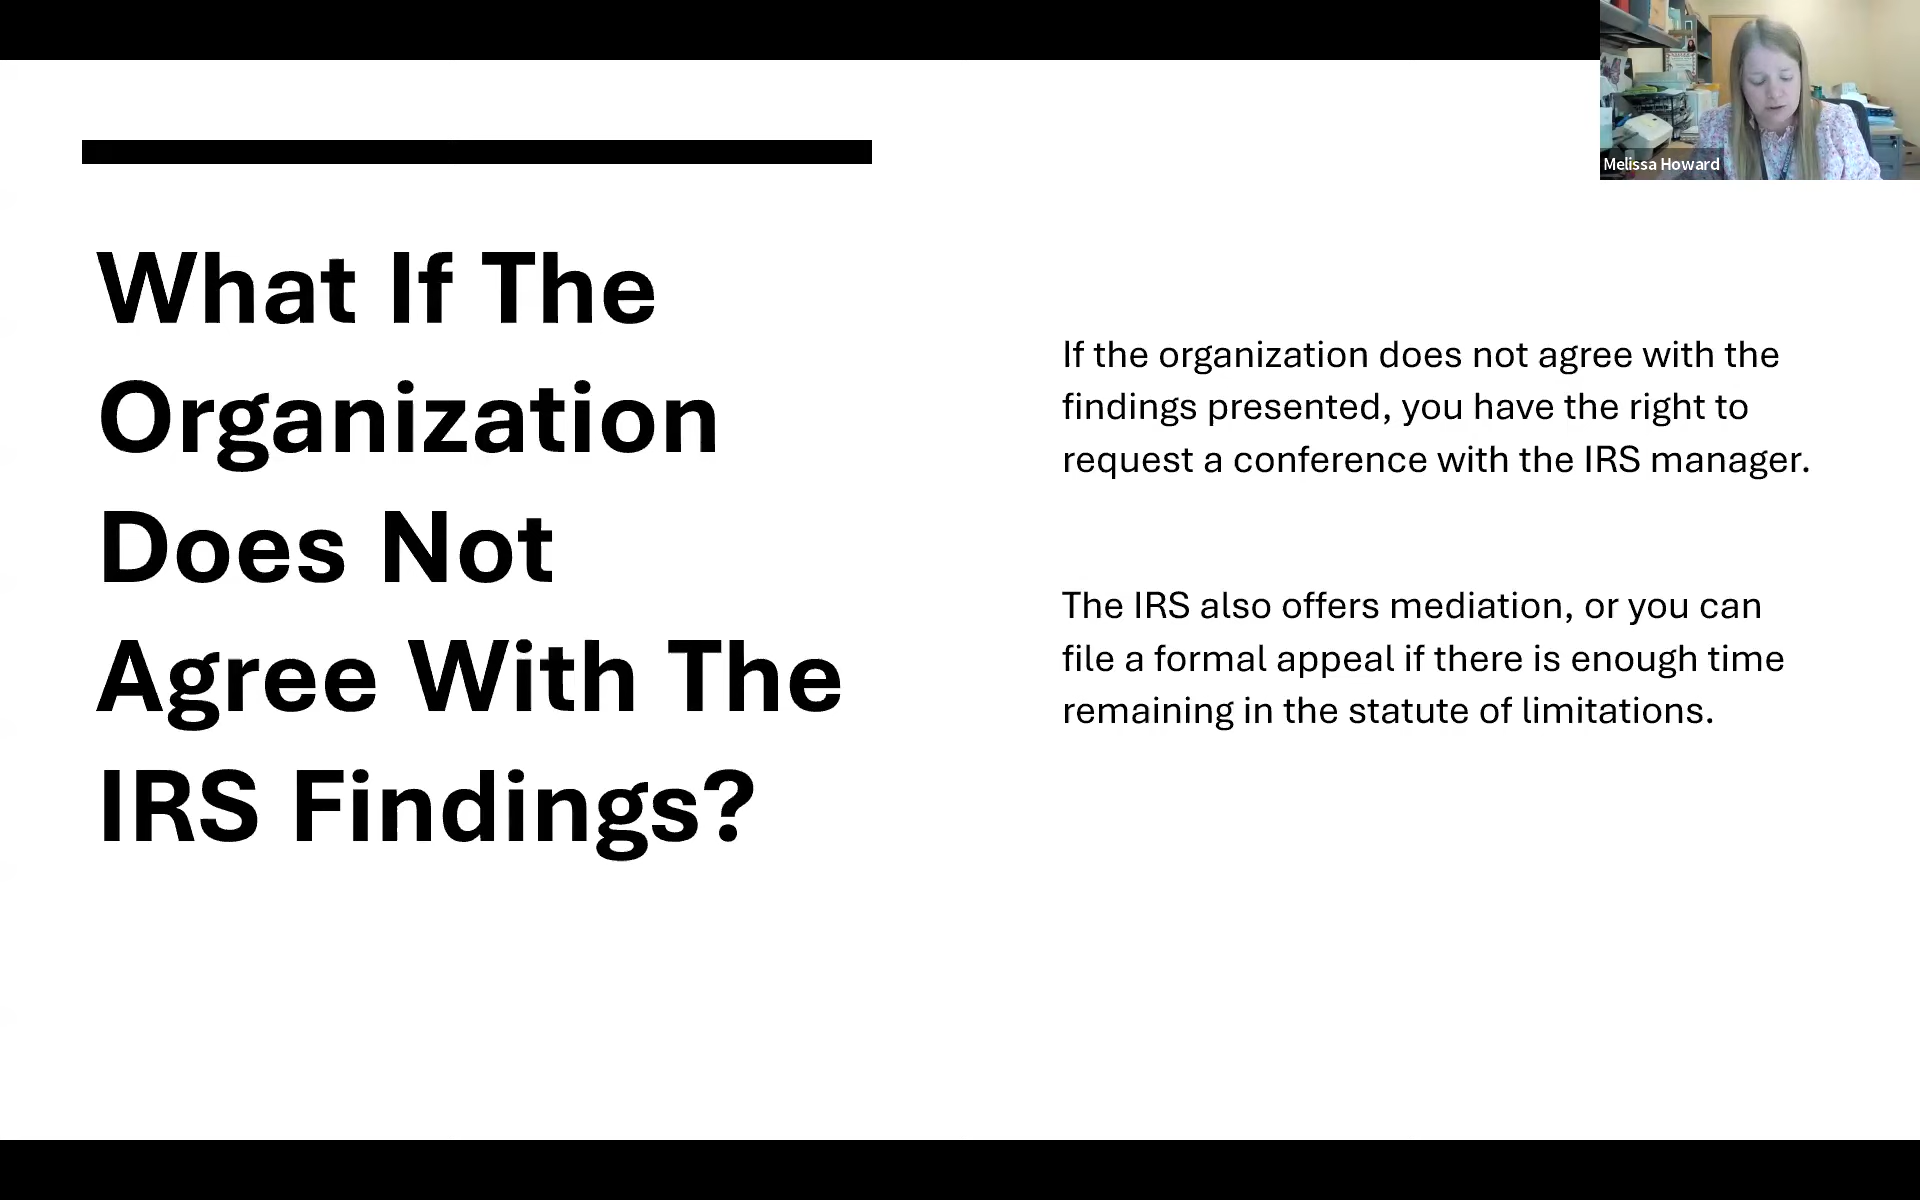 Melissa Howard
What If The
Organization
Does Not
Agree With The
IRS Findings?
If the organization does not agree with the
findings presented, you have the right to
request a conference with the IRS manager.
The IRS also offers mediation, or you can
file a formal appeal if there is enough time
remaining in the statute of limitations.